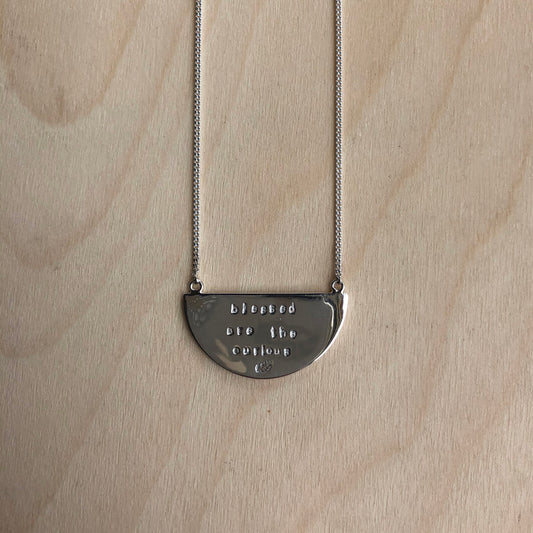 blessed
are the
curious